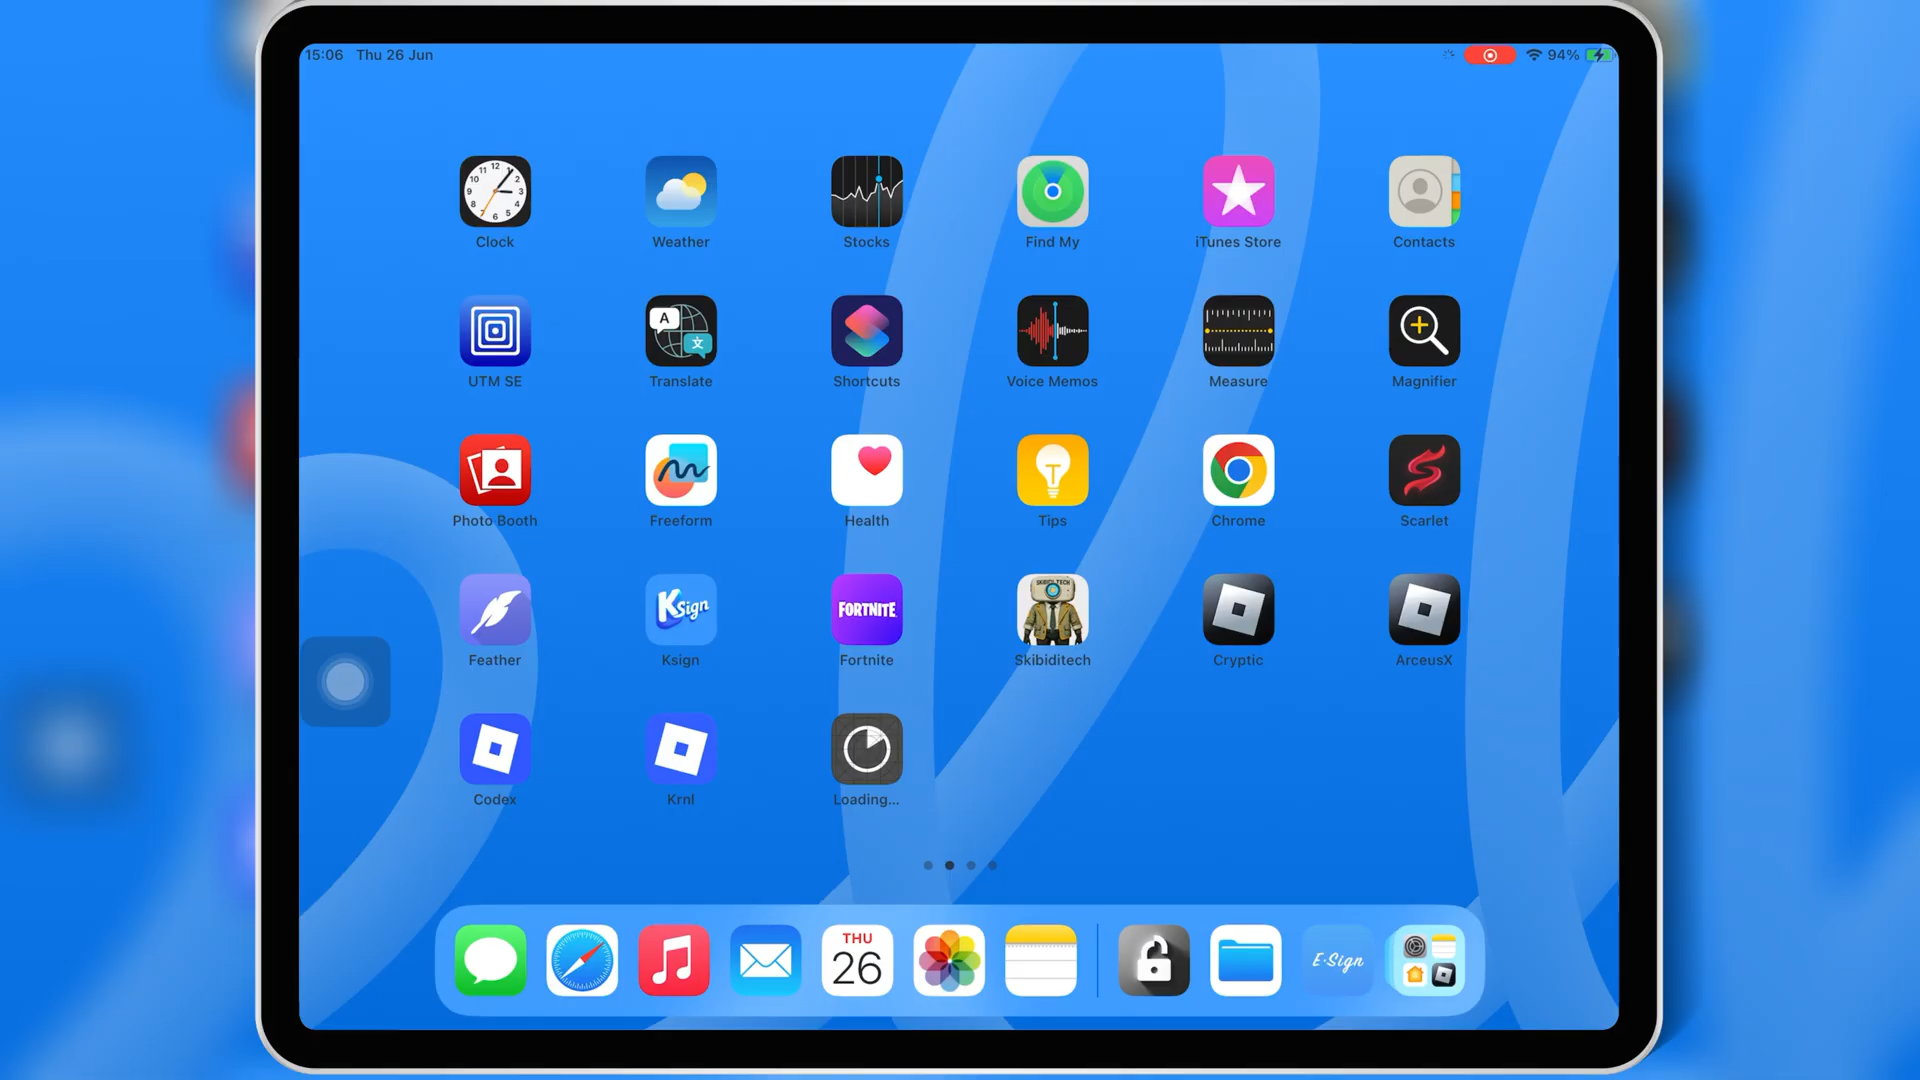 15:06 Thu 26 Jun
94%
Clock Weather Stocks Find My iTunes Store Contacts
A
文
UTM SE Translate Shortcuts Voice Memos Measure Magnifier
Photo Booth Freeform Health Tips Chrome Scarlet
Ksign
FORTNITE
SKIBIDI TECH
Feather Ksign Fortnite Skibiditech Cryptic ArceusX
Codex Krnl Loading...
THU
26
E·Sign